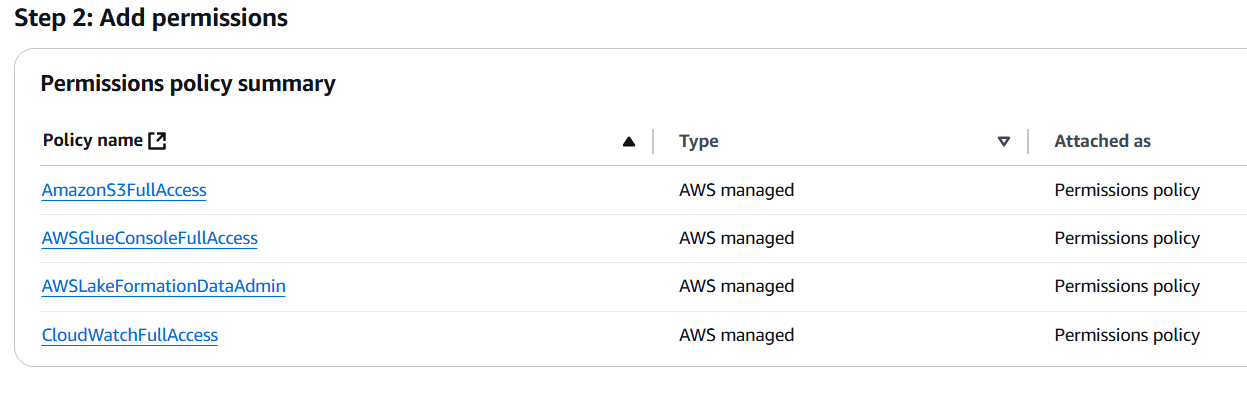 Step 2: Add permissions
Permissions policy summary
Policy name Type Attached as
AmazonS3FullAccess AWS managed Permissions policy
AWSGlueConsoleFullAccess AWS managed Permissions policy
AWSLakeFormationDataAdmin AWS managed Permissions policy
CloudWatchFullAccess AWS managed Permissions policy